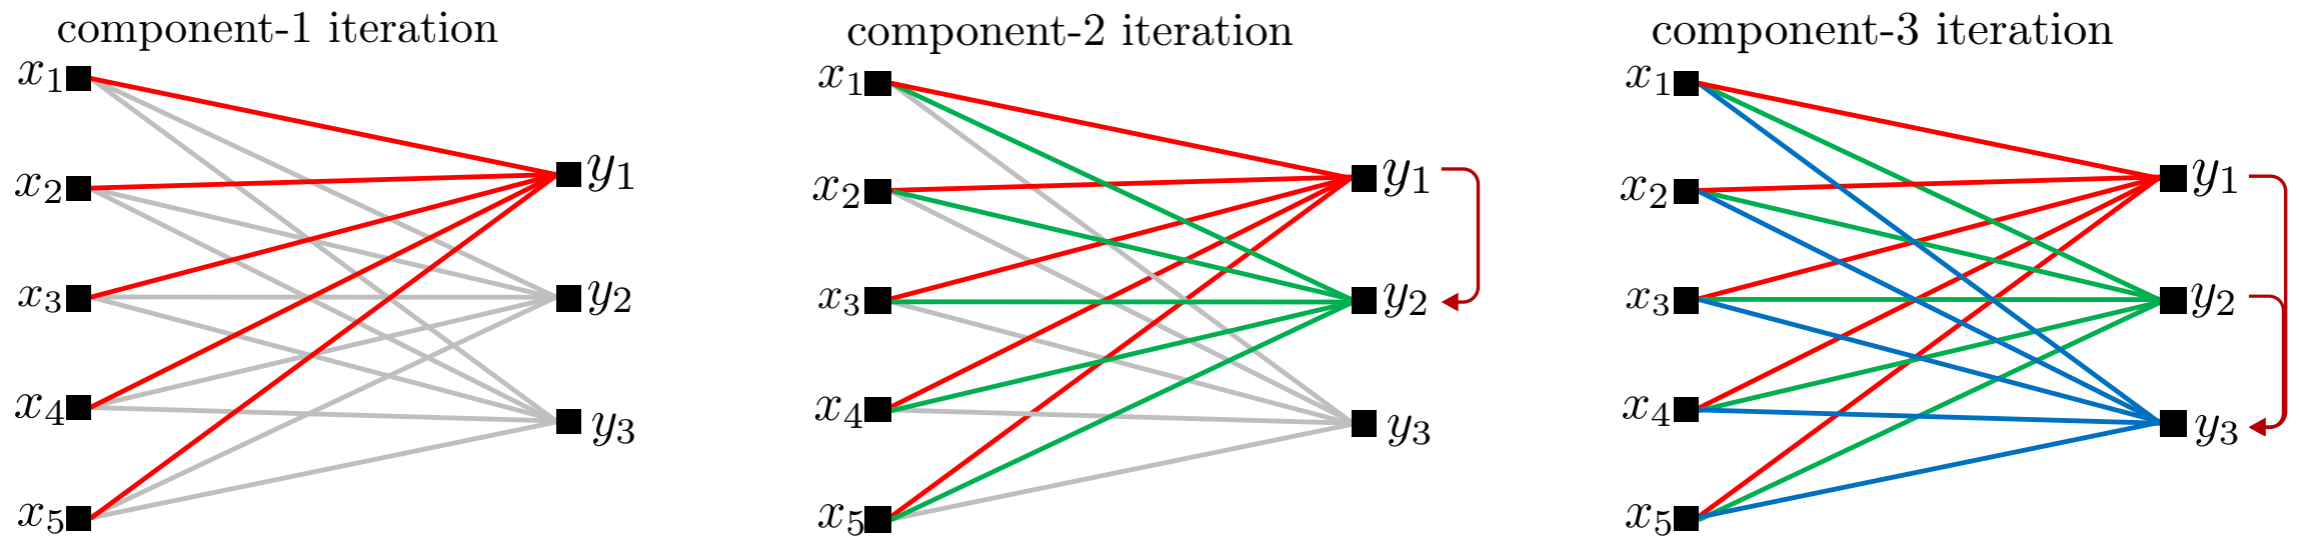 component-1 iteration
x1
x2
x3
x4
x5
y1
y2
y3
component-2 iteration
x1
x2
x3
x4
x5
y1
y2
y3
component-3 iteration
x1
x2
x3
x4
x5
y1
y2
y3